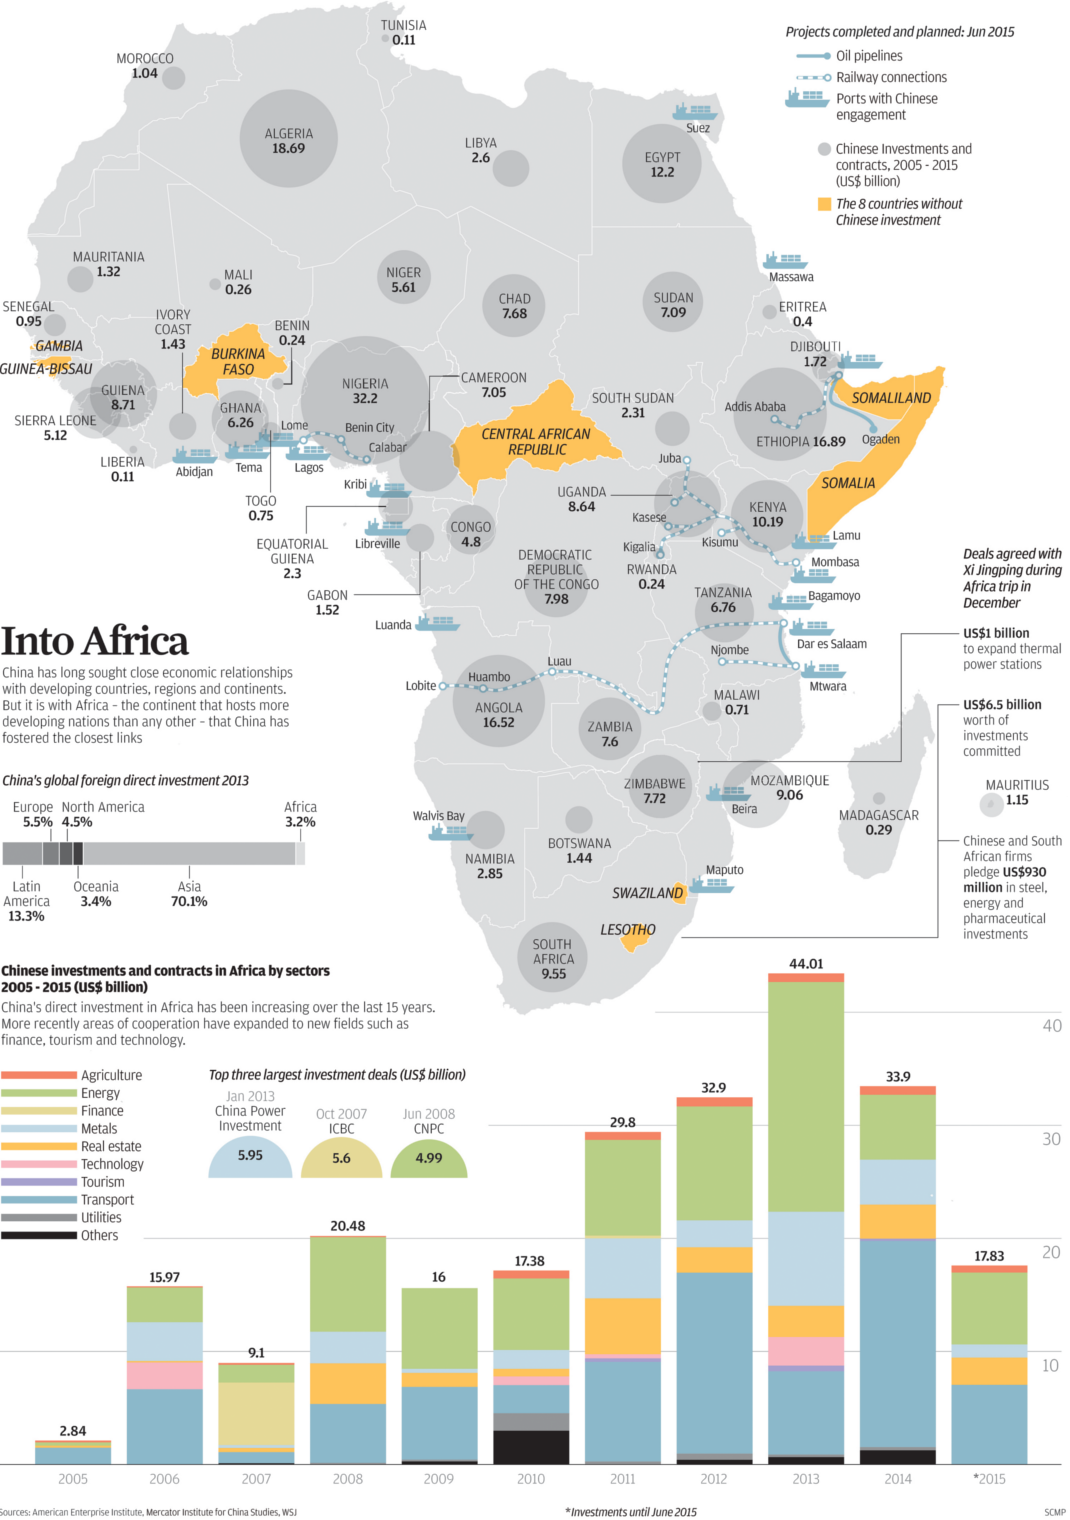 TUNISIA
0.11
MOROCCO
1.04
ALGERIA
18.69
LIBYA
2.6
EGYPT
12.2
Suez
Projects completed and planned: Jun 2015
Oil pipelines
Railway connections
Ports with Chinese
engagement
Chinese Investments and
contracts, 2005 - 2015
(US$ billion)
The 8 countries without
Chinese investment
MAURITANIA
1.32
MALI
0.26
NIGER
5.61
CHAD
7.68
SUDAN
7.09
Massawa
ERITREA
0.4
DJIBOUTI
1.72
SENEGAL
0.95
GAMBIA
GUINEA-BISSAU
IVORY
COAST
1.43
BENIN
0.24
BURKINA
FASO
GUIENA
8.71
SIERRA LEONE
5.12
LIBERIA
0.11
GHANA
6.26
NIGERIA
32.2
CAMEROON
7.05
SOUTH SUDAN
2.31
Addis Ababa
ETHIOPIA 16.89
Ogaden
SOMALILAND
SOMALIA
CENTRAL AFRICAN
REPUBLIC
Lome
Benin City
Calabar
Abidjan
Tema
Lagos
Kribi
Libreville
TOGO
0.75
EQUATORIAL
GUIENA
2.3
GABON
1.52
CONGO
4.8
DEMOCRATIC
REPUBLIC
OF THE CONGO
7.98
Juba
UGANDA
8.64
Kasese
Kigalia
RWANDA
0.24
Kisumu
KENYA
10.19
Lamu
Mombasa
Bagamoyo
TANZANIA
6.76
Dar es Salaam
Njombe
Mtwara
Luanda
Lobite
Huambo
Luau
ANGOLA
16.52
ZAMBIA
7.6
MALAWI
0.71
ZIMBABWE
7.72
MOZAMBIQUE
9.06
Beira
MADAGASCAR
0.29
MAURITIUS
1.15
Walvis Bay
NAMIBIA
2.85
BOTSWANA
1.44
Maputo
SWAZILAND
LESOTHO
SOUTH
AFRICA
9.55
Deals agreed with
Xi Jingping during
Africa trip in
December
US$1 billion
to expand thermal
power stations
US$6.5 billion
worth of
investments
committed
Chinese and South
African firms
pledge US$930
million in steel,
energy and
pharmaceutical
investments
Into Africa
China has long sought close economic relationships
with developing countries, regions and continents.
But it is with Africa - the continent that hosts more
developing nations than any other - that China has
fostered the closest links
China's global foreign direct investment 2013
Europe
5.5%
North America
4.5%
Africa
3.2%
Latin
America
13.3%
Oceania
3.4%
Asia
70.1%
Chinese investments and contracts in Africa by sectors
2005 - 2015 (US$ billion)
China's direct investment in Africa has been increasing over the last 15 years.
More recently areas of cooperation have expanded to new fields such as
finance, tourism and technology.
Agriculture
Energy
Finance
Metals
Real estate
Technology
Tourism
Transport
Utilities
Others
Top three largest investment deals (US$ billion)
Jan 2013
China Power
Investment
5.95
Oct 2007
ICBC
5.6
Jun 2008
CNPC
4.99
40
30
20
10
2.84
15.97
9.1
20.48
16
17.38
29.8
32.9
44.01
33.9
17.83
2005
2006
2007
2008
2009
2010
2011
2012
2013
2014
*2015
Sources: American Enterprise Institute, Mercator Institute for China Studies, WSJ
*Investments until June 2015
SCMP